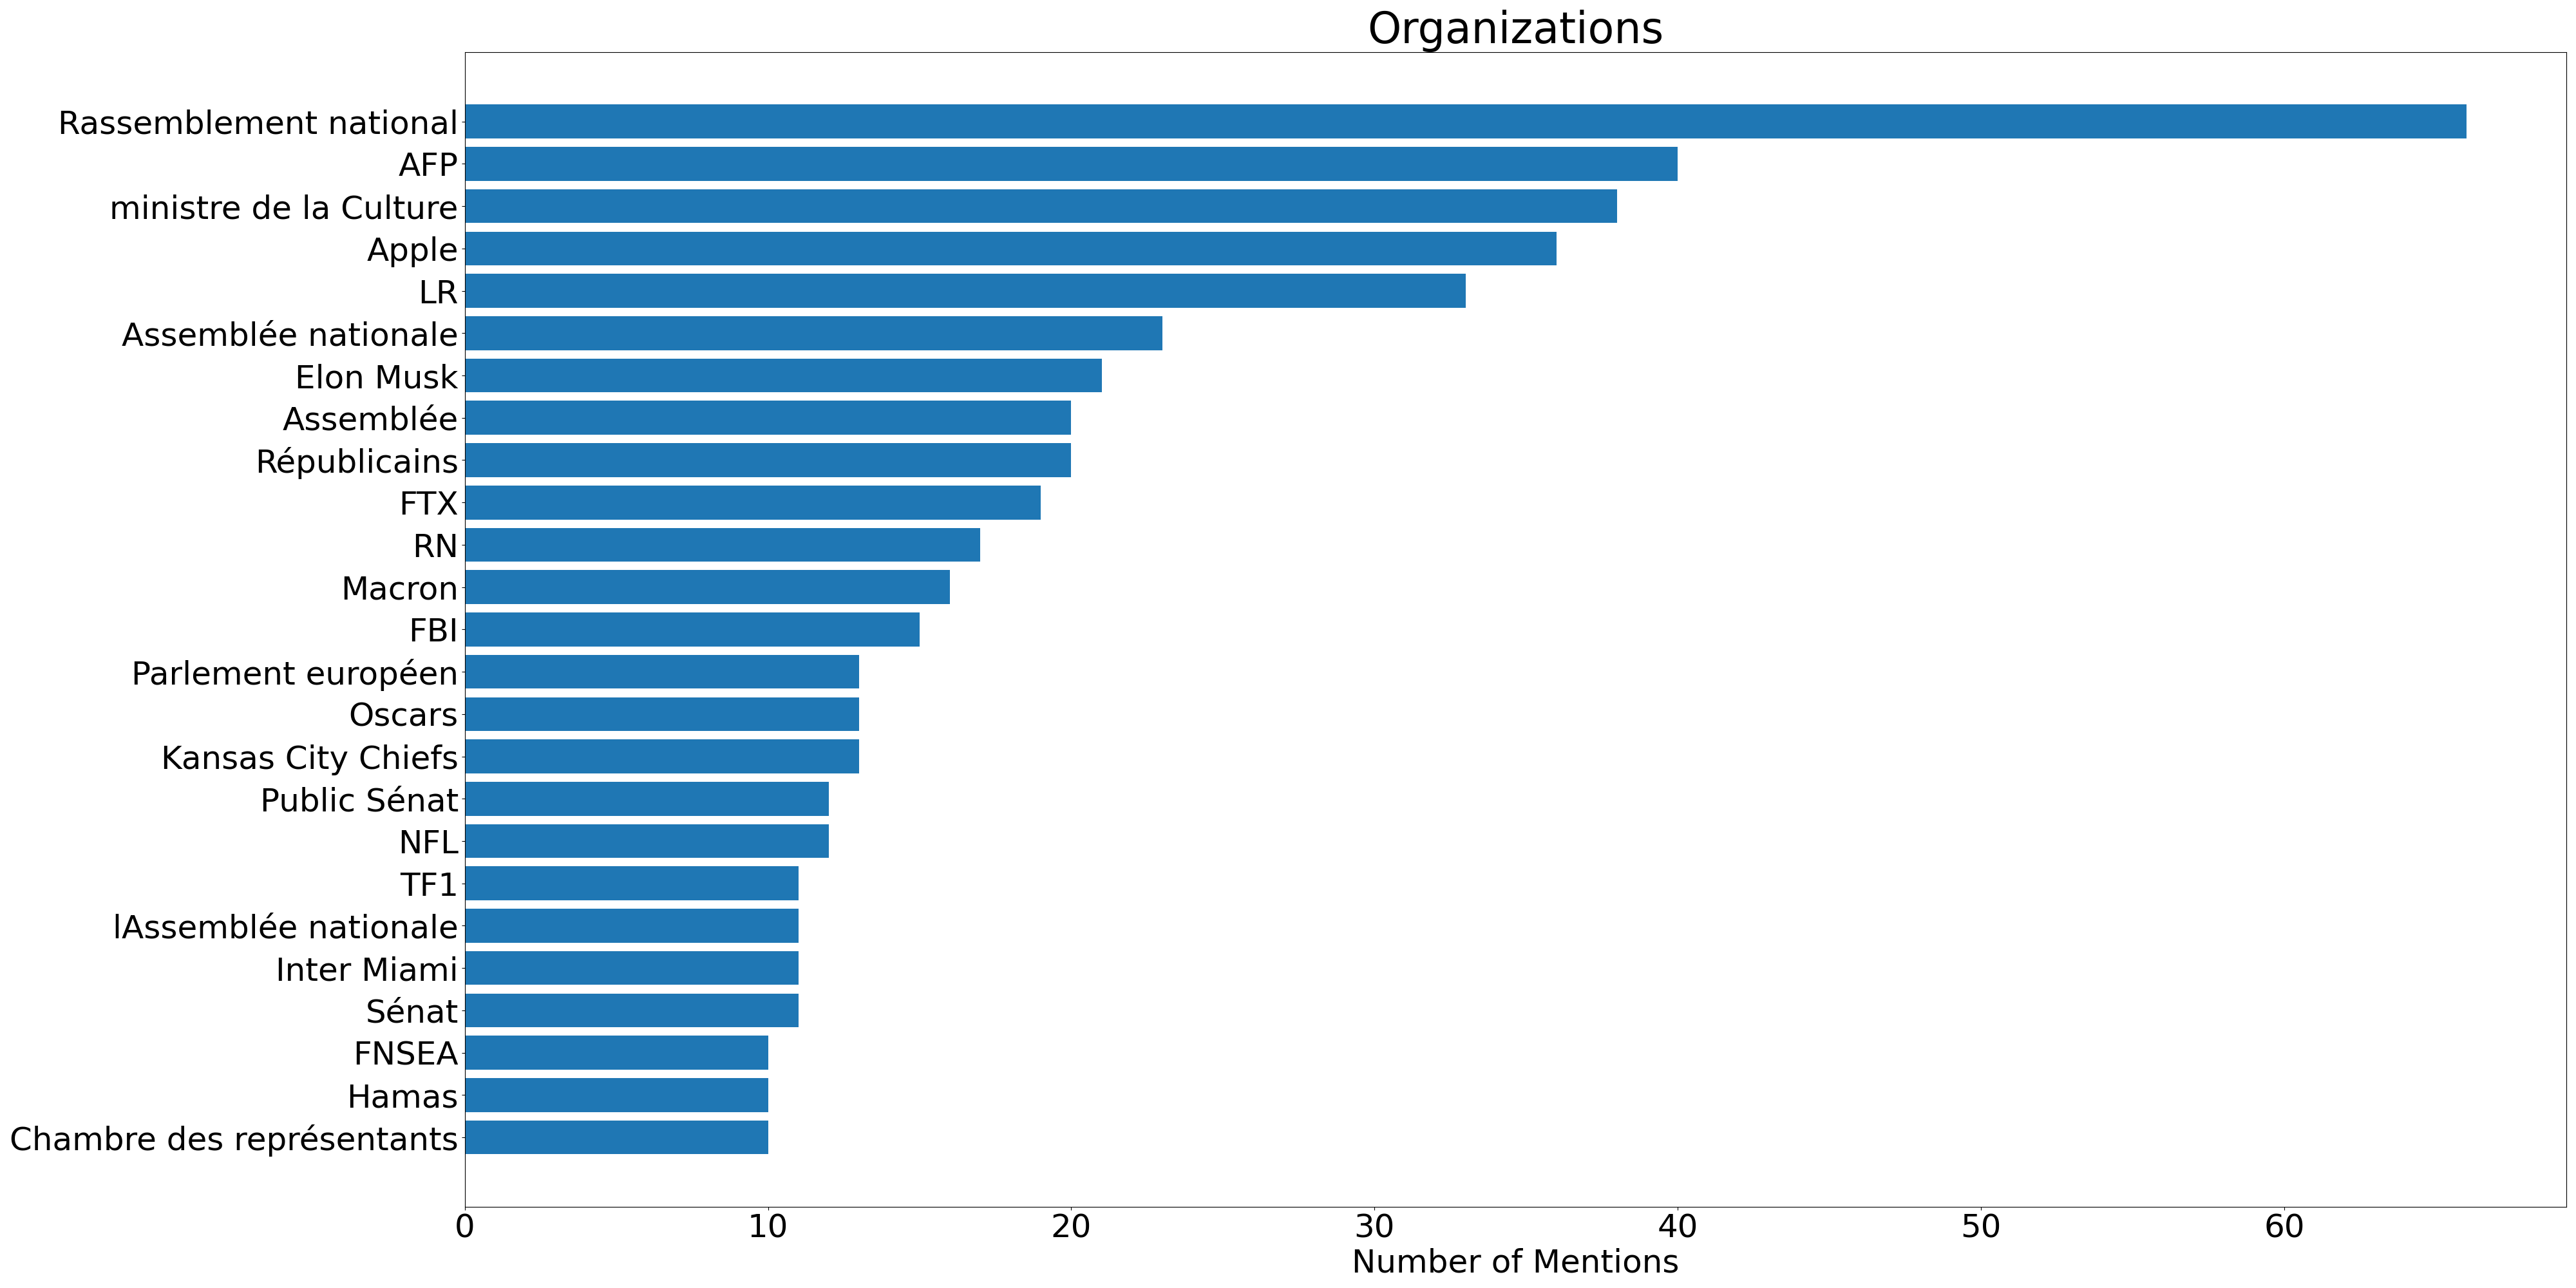 Organizations
Rassemblement national
AFP
ministre de la Culture
Apple
LR
Assemblée nationale
Elon Musk
Assemblée
Républicains
FTX
RN
Macron
FBI
Parlement européen
Oscars
Kansas City Chiefs
Public Sénat
NFL
TF1
lAssemblée nationale
Inter Miami
Sénat
FNSEA
Hamas
Chambre des représentants
0 10 20 30 40 50 60
Number of Mentions